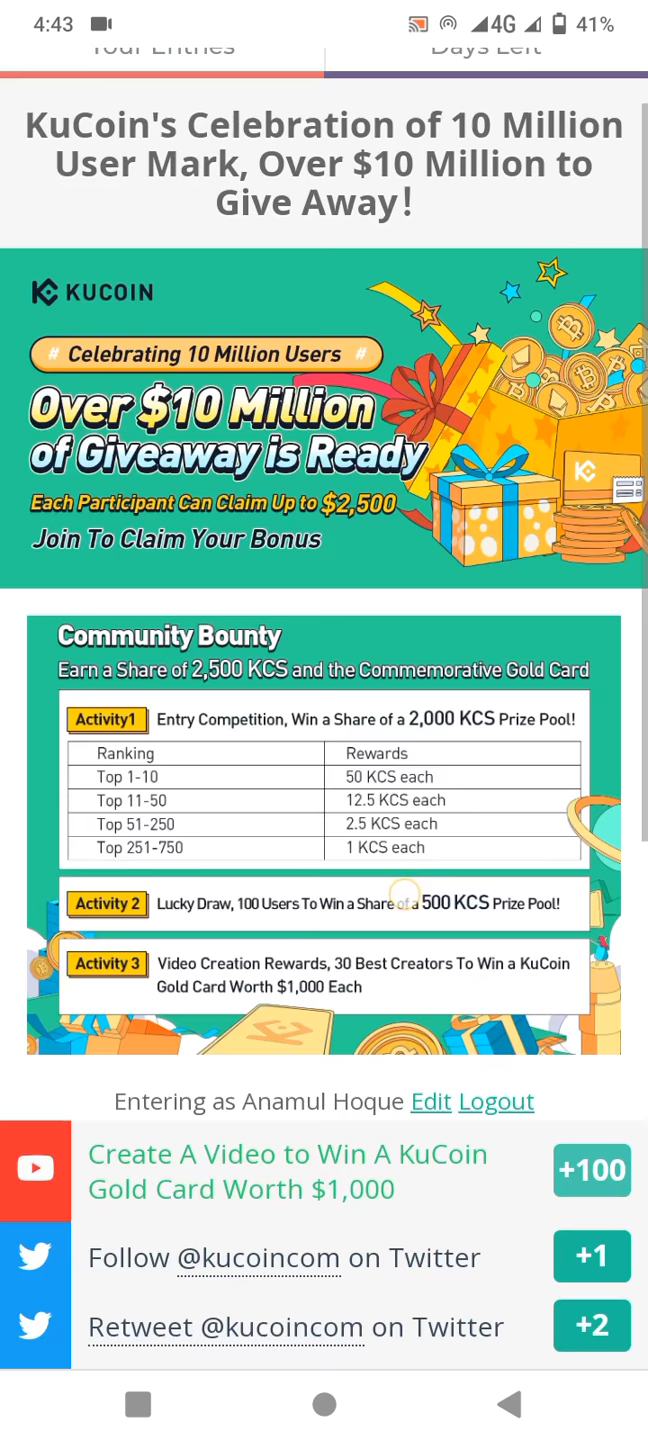 4:43 4G 41%
Your Entries Days Left
KuCoin's Celebration of 10 Million
User Mark, Over $10 Million to
Give Away!
KUCOIN
# Celebrating 10 Million Users #
Over $10 Million
of Giveaway is Ready
Each Participant Can Claim Up to $2,500
Join To Claim Your Bonus
Community Bounty
Earn a Share of 2,500 KCS and the Commemorative Gold Card
Activity1 Entry Competition, Win a Share of a 2,000 KCS Prize Pool!
Ranking Rewards
Top 1-10 50 KCS each
Top 11-50 12.5 KCS each
Top 51-250 2.5 KCS each
Top 251-750 1 KCS each
Activity 2 Lucky Draw, 100 Users To Win a Share of a 500 KCS Prize Pool!
Activity 3 Video Creation Rewards, 30 Best Creators To Win a KuCoin
Gold Card Worth $1,000 Each
Entering as Anamul Hoque Edit Logout
Create A Video to Win A KuCoin
Gold Card Worth $1,000
+100
Follow @kucoincom on Twitter +1
Retweet @kucoincom on Twitter +2